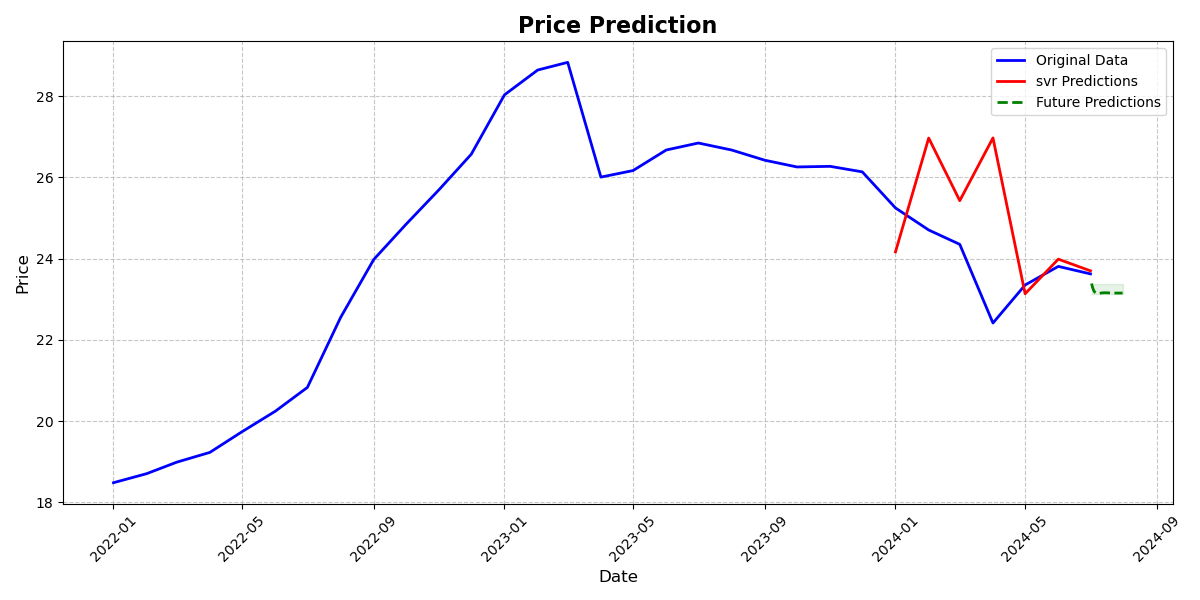 Price Prediction
Original Data
svr Predictions
Future Predictions
Price
28
26
24
22
20
18
2022-01
2022-05
2022-09
2023-01
2023-05
2023-09
2024-01
2024-05
2024-09
Date